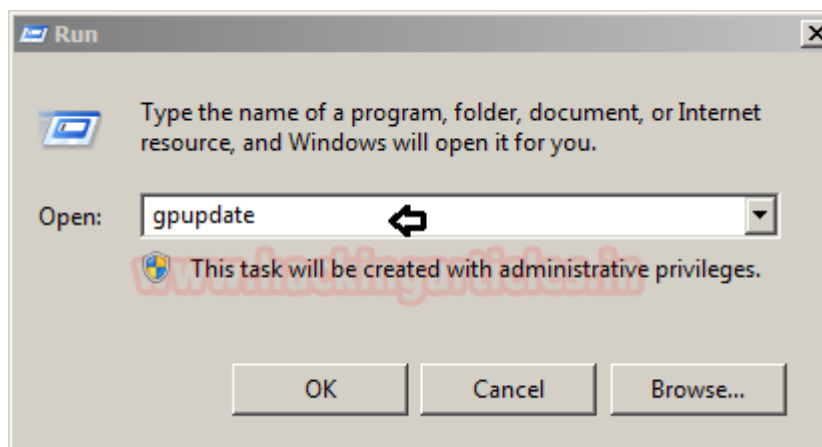 Run
Type the name of a program, folder, document, or Internet
resource, and Windows will open it for you.
Open: gpupdate
This task will be created with administrative privileges.
www.hackingarticles.in
OK Cancel Browse...